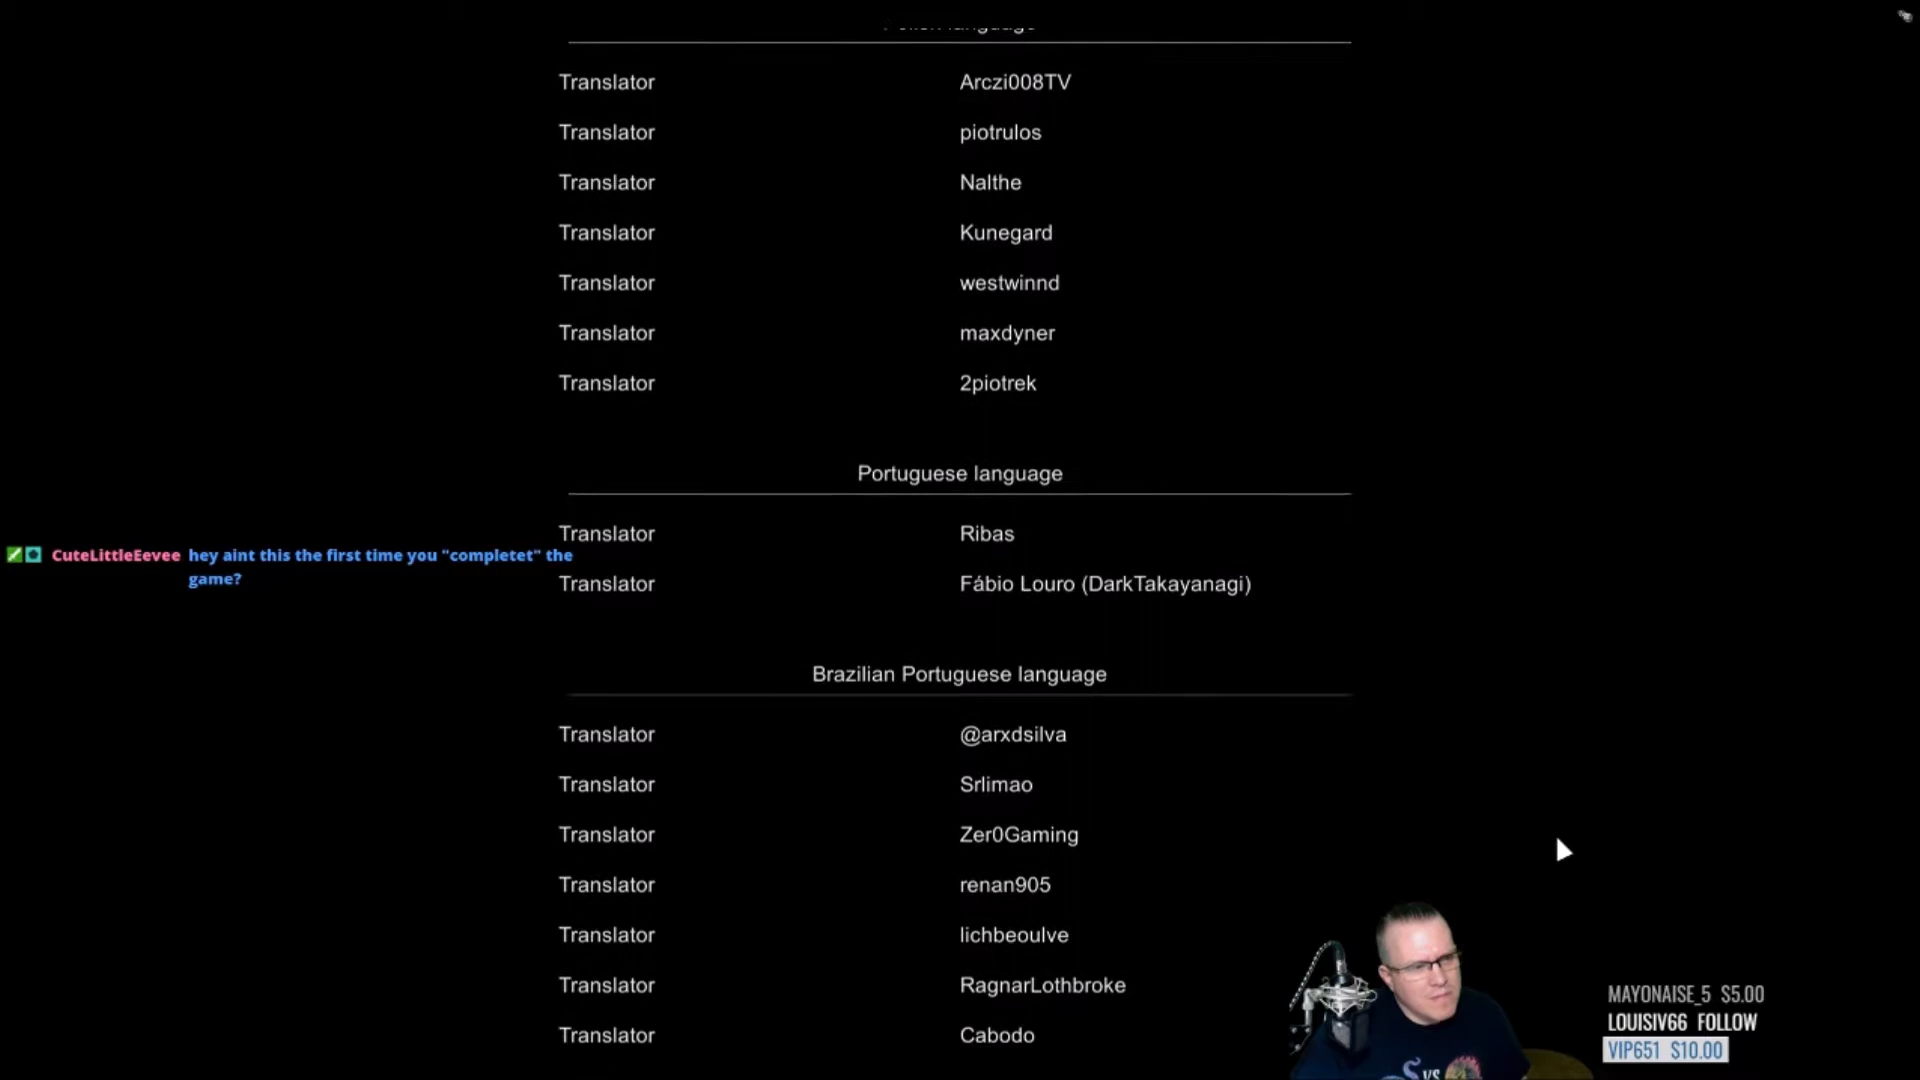 language
Translator Arczi008TV
Translator piotrulos
Translator Nalthe
Translator Kunegard
Translator westwinnd
Translator maxdyner
Translator 2piotrek
Portuguese language
Translator Ribas
CuteLittleEevee hey aint this the first time you "completet" the
game?
Translator Fábio Louro (DarkTakayanagi)
Brazilian Portuguese language
Translator @arxdsilva
Translator Srlimao
Translator Zer0Gaming
Translator renan905
Translator lichbeoulve
Translator RagnarLothbroke
Translator Cabodo
MAYONAISE_5 $5.00
LOUISIV66 FOLLOW
VIP651 $10.00
VS